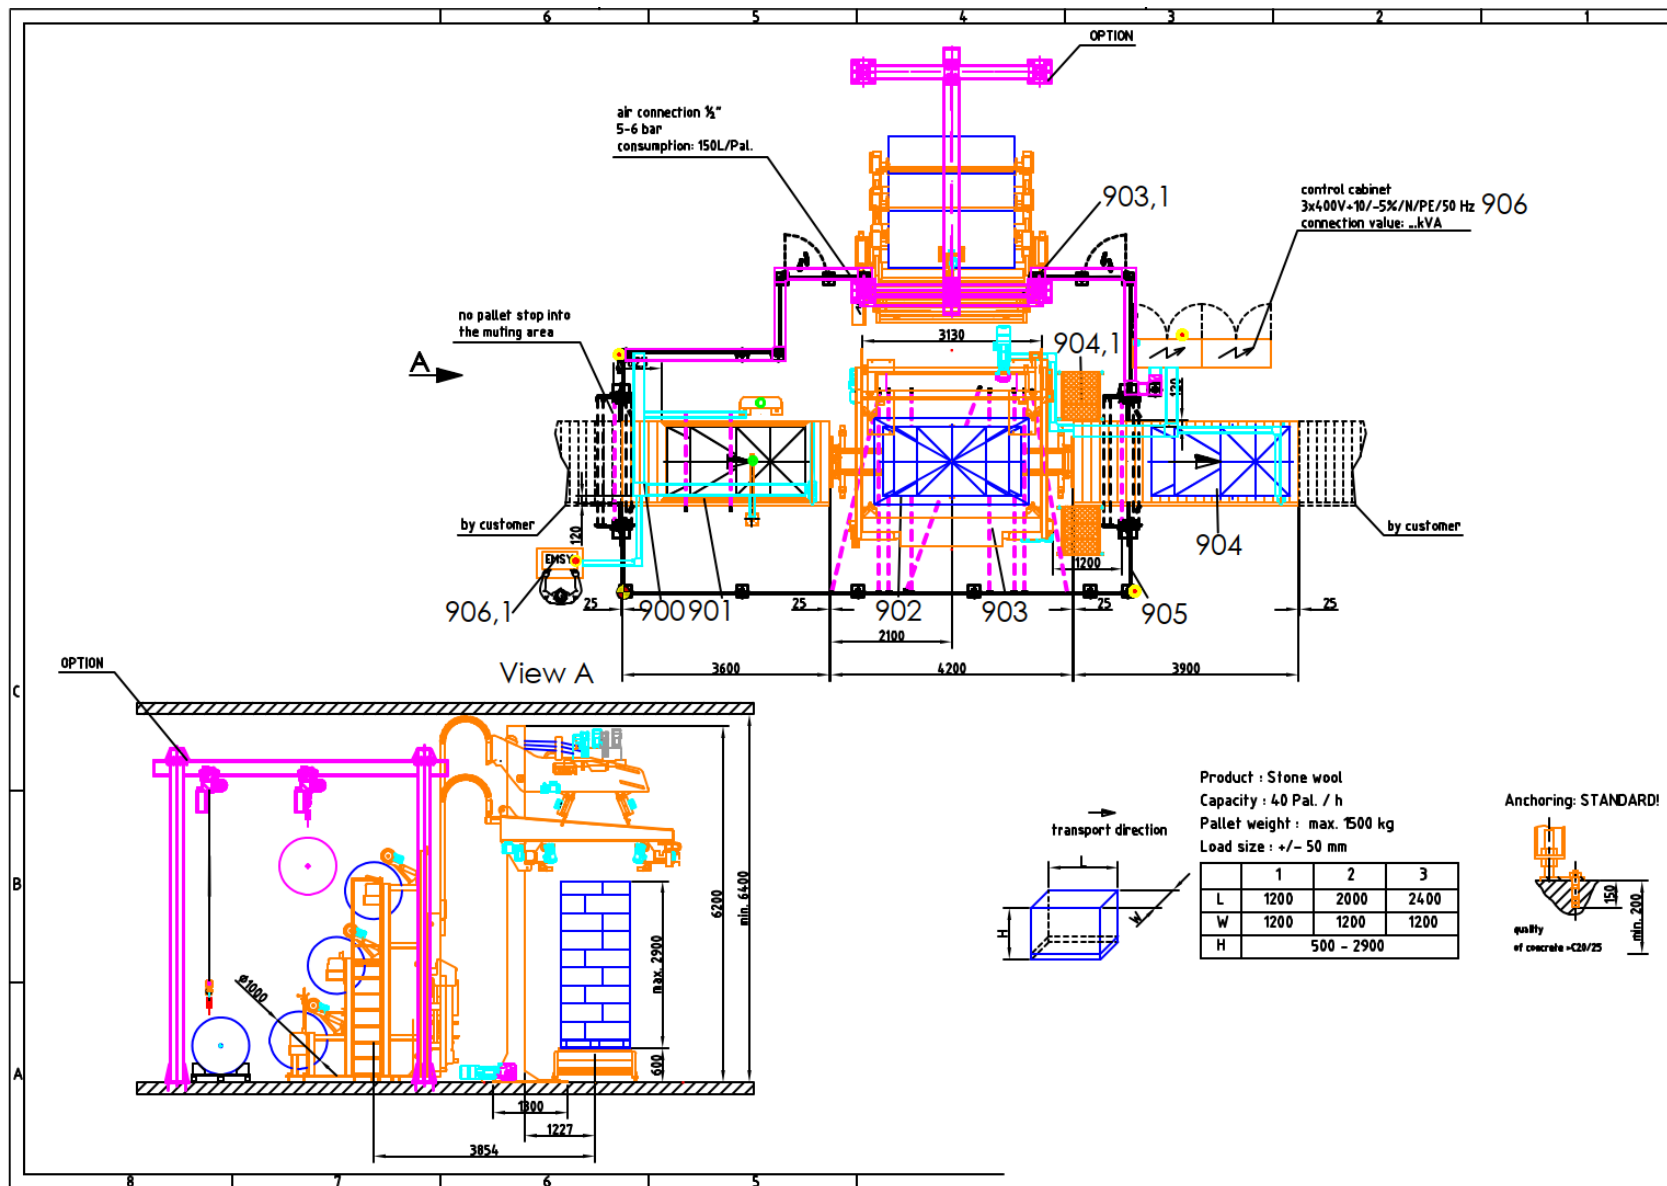 6
5
4
3
2
1
OPTION
air connection ½"
5-6 bar
consumption: 150L/Pal.
903,1
control cabinet
3x400V+10/-5%/N/PE/50 Hz
connection value: ...kVA
906
no pallet stop into
the muting area
A
3130
904,1
120
by customer
120
EMSY
906,1
25
900
901
25
902
903
1200
25
905
904
by customer
25
2100
3600
4200
3900
View A
OPTION
C
B
A
ø1000
6200
min. 6400
max. 2900
600
1300
1227
3854
transport direction
L
W
H
Product : Stone wool
Capacity : 40 Pal. / h
Pallet weight : max. 1500 kg
Load size : +/- 50 mm
1 2 3
L 1200 2000 2400
W 1200 1200 1200
H 500 - 2900
Anchoring: STANDARD!
150
min. 200
quality
of concrete >C20/25
8
7
6
5